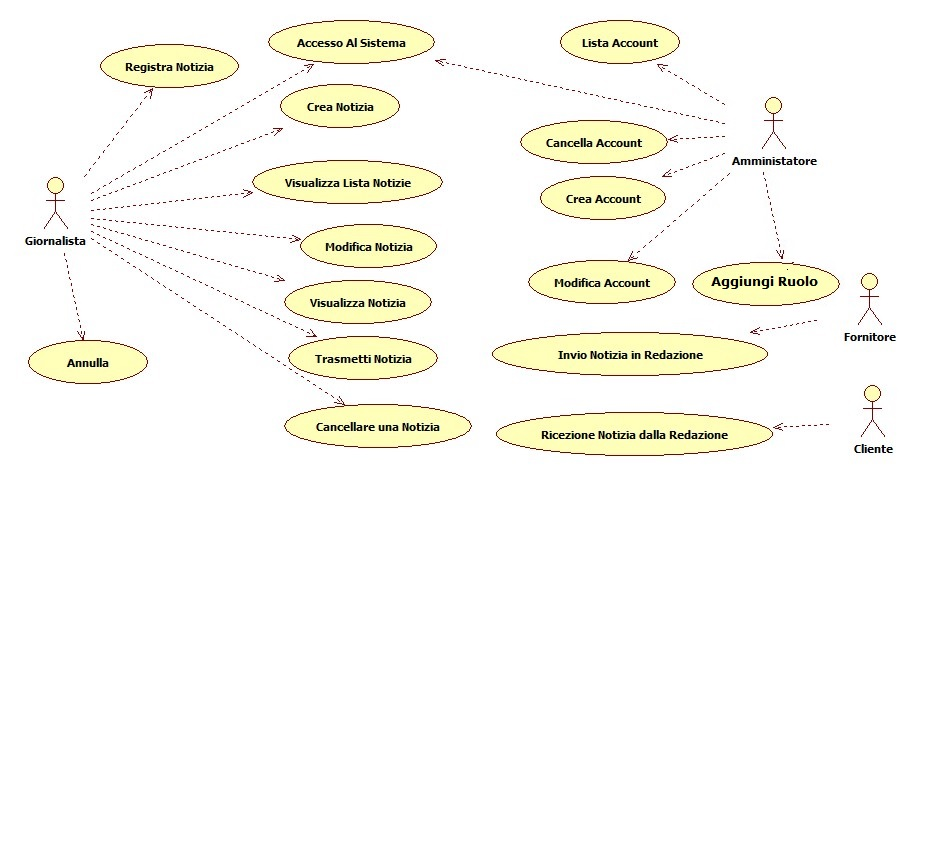 Accesso Al Sistema
Lista Account
Registra Notizia
Crea Notizia
Cancella Account
Amministatore
Visualizza Lista Notizie
Crea Account
Giornalista
Modifica Notizia
Modifica Account
Aggiungi Ruolo
Visualizza Notizia
Fornitore
Annulla
Trasmetti Notizia
Invio Notizia in Redazione
Cancellare una Notizia
Ricezione Notizia dalla Redazione
Cliente